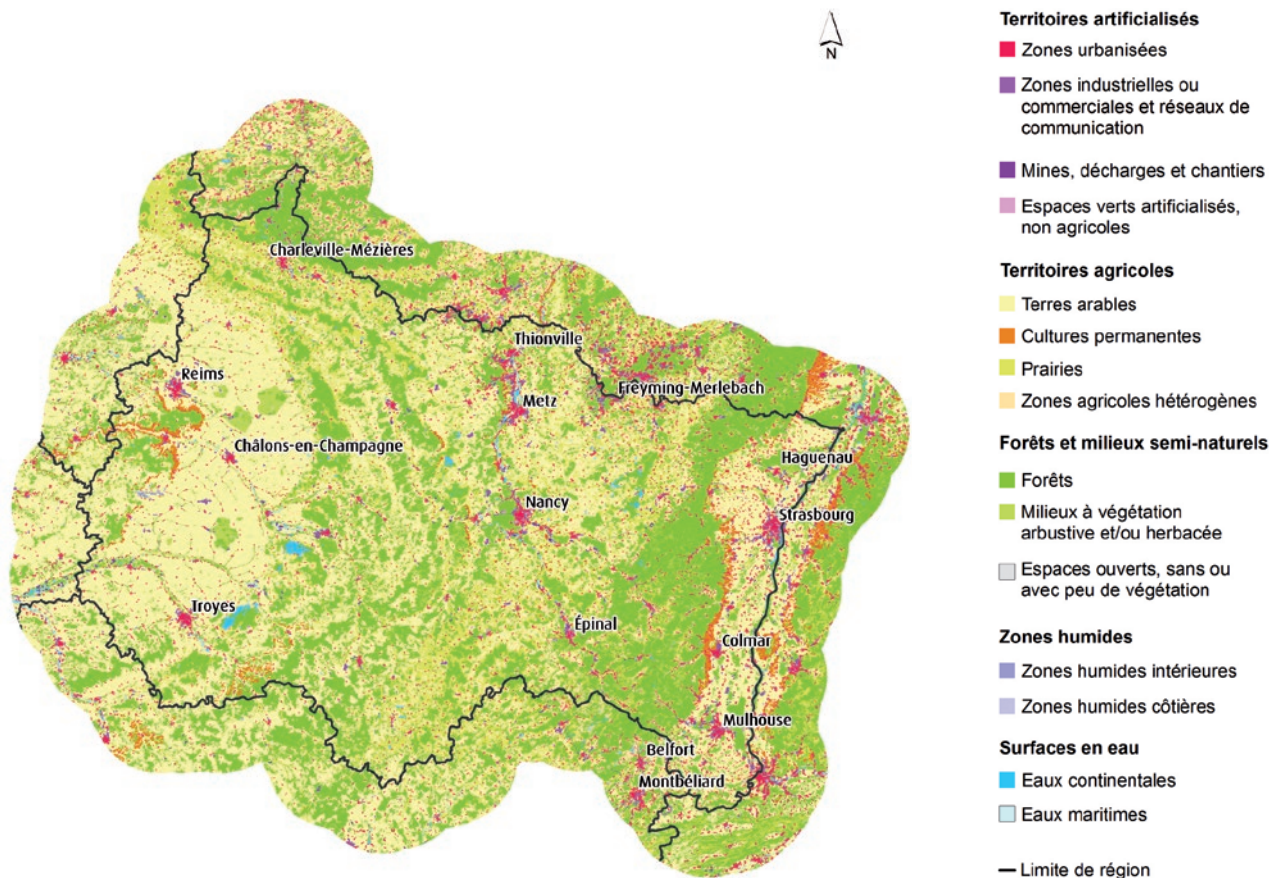 N
Charleville-Mézières
Thionville
Reims
Freyming-Merlebach
Metz
Châlons-en-Champagne
Haguenau
Nancy
Strasbourg
Troyes
Épinal
Colmar
Mulhouse
Belfort
Montbéliard
Territoires artificialisés
Zones urbanisées
Zones industrielles ou
commerciales et réseaux de
communication
Mines, décharges et chantiers
Espaces verts artificialisés,
non agricoles
Territoires agricoles
Terres arables
Cultures permanentes
Prairies
Zones agricoles hétérogènes
Forêts et milieux semi-naturels
Forêts
Milieux à végétation
arbustive et/ou herbacée
Espaces ouverts, sans ou
avec peu de végétation
Zones humides
Zones humides intérieures
Zones humides côtières
Surfaces en eau
Eaux continentales
Eaux maritimes
Limite de région